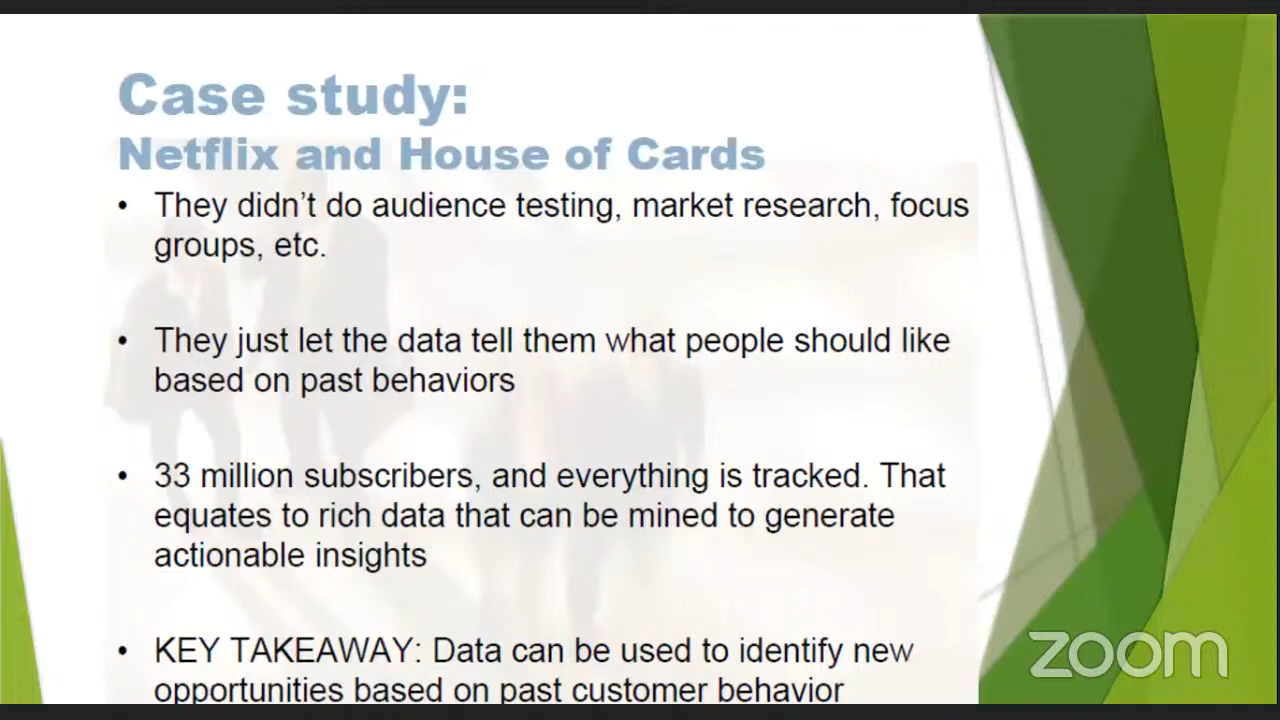 Case study:
Netflix and House of Cards
• They didn't do audience testing, market research, focus
groups, etc.
• They just let the data tell them what people should like
based on past behaviors
• 33 million subscribers, and everything is tracked. That
equates to rich data that can be mined to generate
actionable insights
• KEY TAKEAWAY: Data can be used to identify new
opportunities based on past customer behavior
zoom